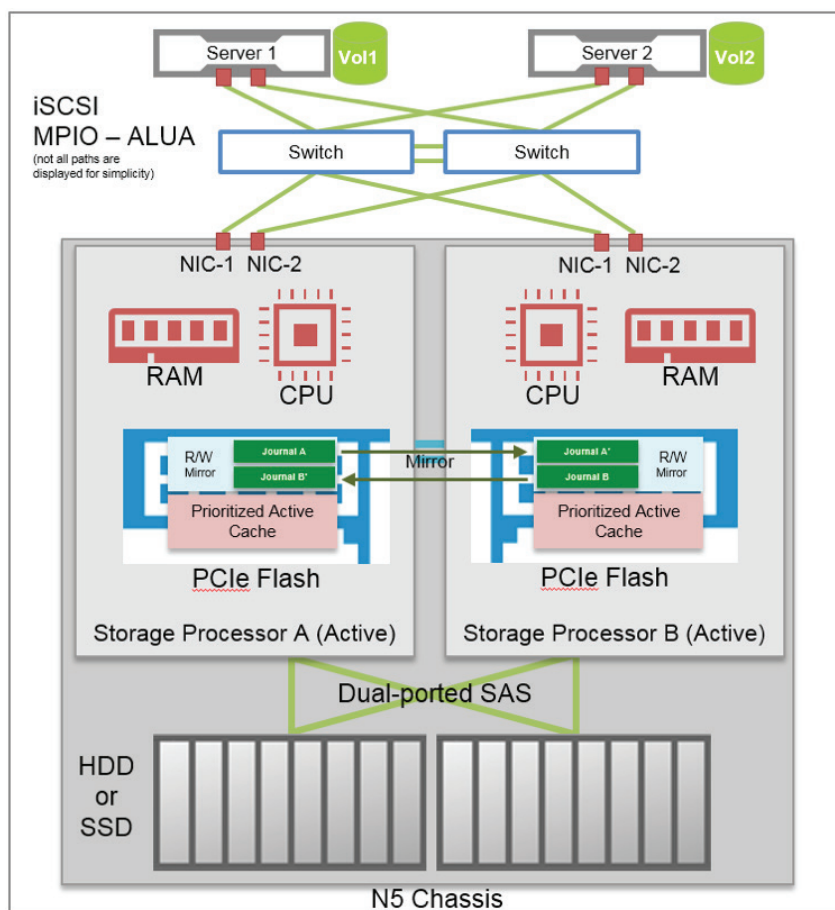 Server 1
Vol1
Server 2
Vol2
iSCSI
MPIO – ALUA
(not all paths are
displayed for simplicity)
Switch
Switch
NIC-1
NIC-2
NIC-1
NIC-2
RAM
CPU
CPU
RAM
R/W
Mirror
Journal A
Journal B'
Mirror
Journal A'
Journal B
R/W
Mirror
Prioritized Active
Cache
Prioritized Active
Cache
PCIe Flash
PCIe Flash
Storage Processor A (Active)
Storage Processor B (Active)
Dual-ported SAS
HDD
or
SSD
N5 Chassis